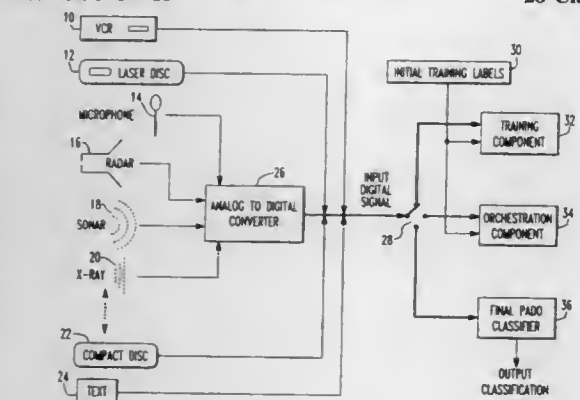 10
VCR
12
LASER DISC
14
MICROPHONE
16
RADAR
18
SONAR
20
X-RAY
22
COMPACT DISC
24
TEXT
26
ANALOG TO DIGITAL
CONVERTER
INPUT
DIGITAL
SIGNAL
28
30
INITIAL TRAINING LABELS
32
TRAINING
COMPONENT
34
ORCHESTRATION
COMPONENT
36
FINAL PADO
CLASSIFIER
OUTPUT
CLASSIFICATION